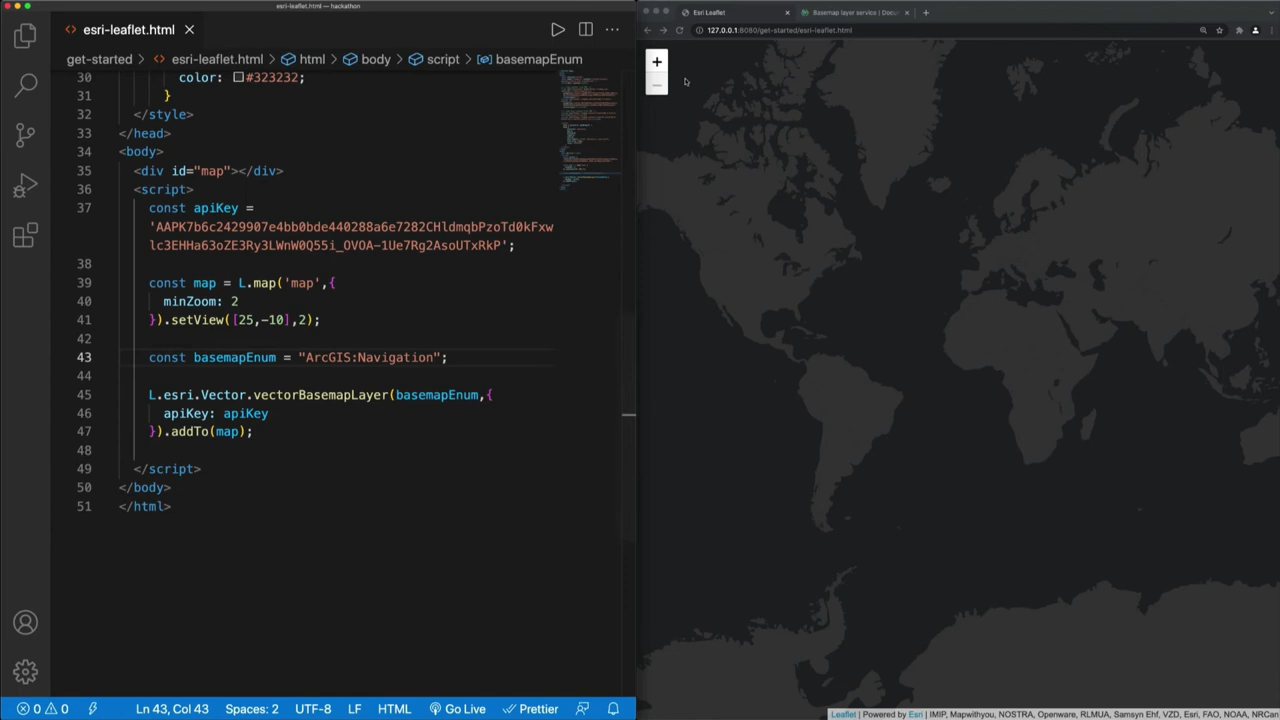 esri-leaflet.html — hackathon
esri-leaflet.html
get-started > esri-leaflet.html > html > body > script > basemapEnum
30 color: #323232;
31 }
32 </style>
33 </head>
34 <body>
35 <div id="map"></div>
36 <script>
37 const apiKey =
'AAPK7b6c2429907e4bb0bde440288a6e7282CHldmqbPzoTd0kFxw
lc3EHHa63oZE3Ry3LWnW0Q55i_OVOA-1Ue7Rg2AsoUTxRkP';
38
39 const map = L.map('map',{
40 minZoom: 2
41 }).setView([25,-10],2);
42
43 const basemapEnum = "ArcGIS:Navigation";
44
45 L.esri.Vector.vectorBasemapLayer(basemapEnum,{
46 apiKey: apiKey
47 }).addTo(map);
48
49 </script>
50 </body>
51 </html>
0 0
Ln 43, Col 43 Spaces: 2 UTF-8 LF HTML Go Live Prettier
Esri Leaflet
Basemap layer service | Docu
127.0.0.1:8080/get-started/esri-leaflet.html
+
−
Leaflet | Powered by Esri | IMIP, Mapwithyou, NOSTRA, Openware, RLMUA, Samsyn Ehf, VZD, Esri, FAO, NOAA, NRCan